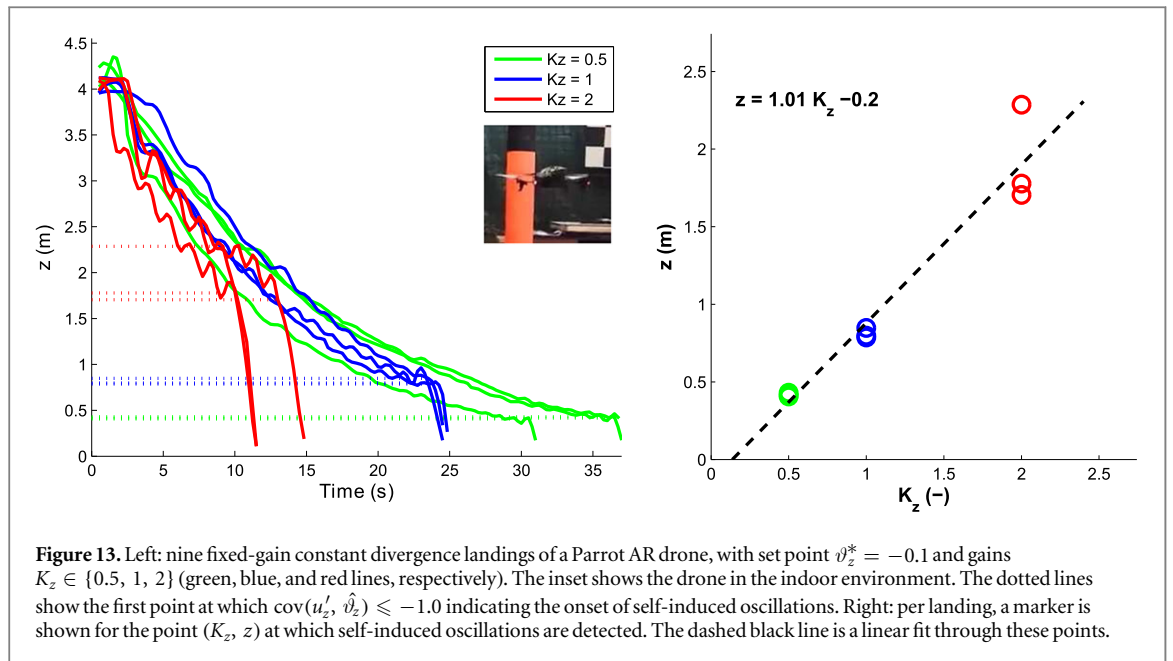 4.5
4
3.5
3
2.5
2
1.5
1
0.5
0
z (m)
0
5
10
15
20
25
30
35
Time (s)
Kz = 0.5
Kz = 1
Kz = 2
2.5
2
1.5
1
0.5
0
z (m)
z = 1.01 K_z −0.2
0
0.5
1
1.5
2
2.5
K_z (−)
Figure 13. Left: nine fixed-gain constant divergence landings of a Parrot AR drone, with set point ϑ_z^* = −0.1 and gains
K_z ∈ {0.5, 1, 2} (green, blue, and red lines, respectively). The inset shows the drone in the indoor environment. The dotted lines
show the first point at which cov(u_z′, ϑ̂_z) ⩽ −1.0 indicating the onset of self-induced oscillations. Right: per landing, a marker is
shown for the point (K_z, z) at which self-induced oscillations are detected. The dashed black line is a linear fit through these points.